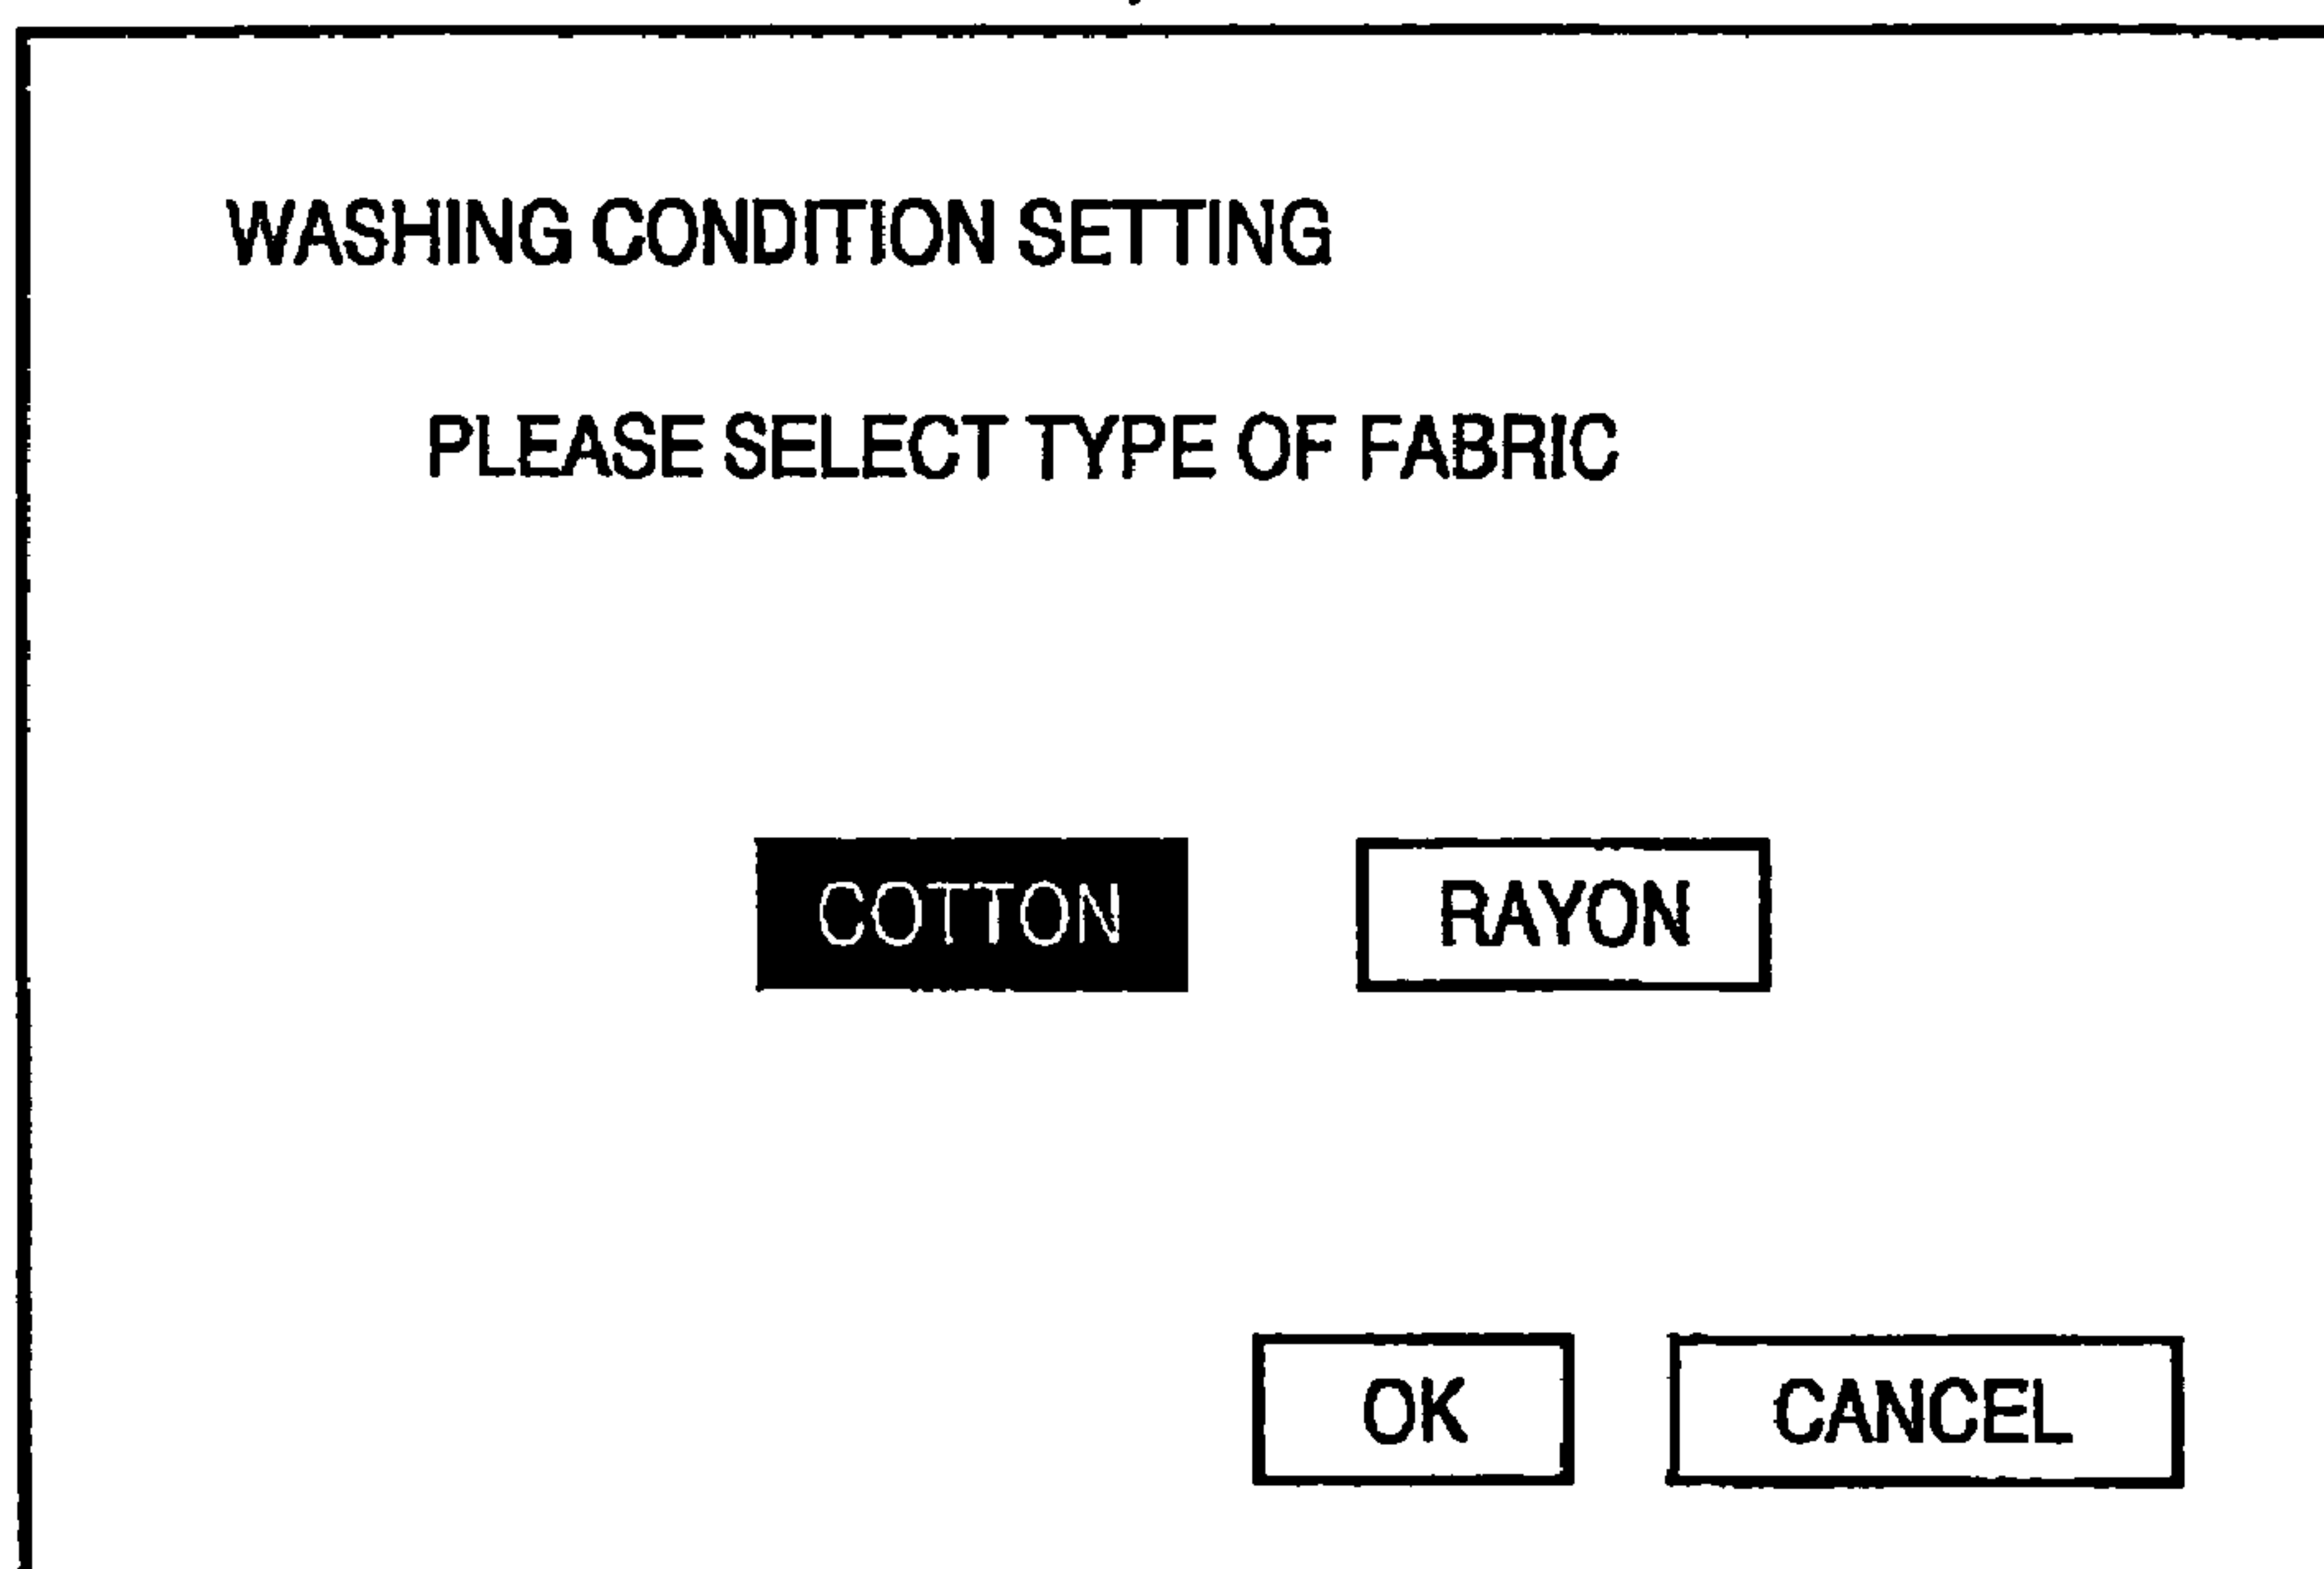 WASHING CONDITION SETTING
PLEASE SELECT TYPE OF FABRIC
COTTON RAYON
OK CANCEL